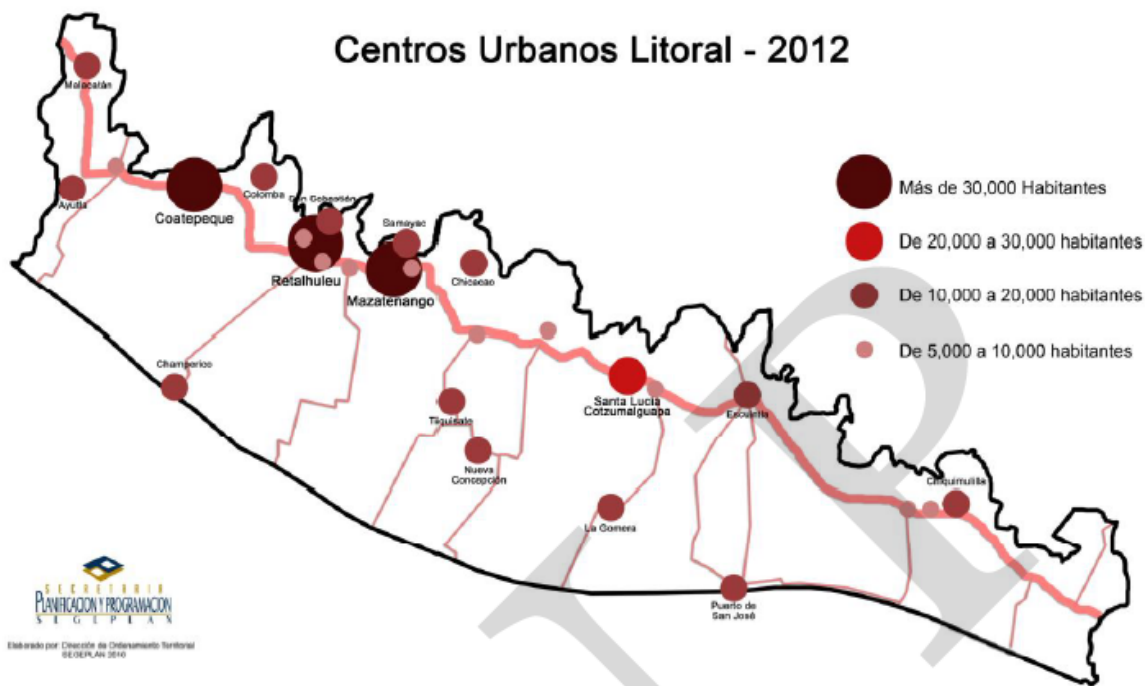 Centros Urbanos Litoral - 2012
Malacatán
Ayutla
Coatepeque
Colomba
San Sebastián
Retalhuleu
Samayac
Mazatenango
Chicacao
Champerico
Tiquisate
Nueva
Concepción
Santa Lucía
Cotzumalguapa
Escuintla
La Gomera
Puerto de
San José
Chiquimulilla
Más de 30,000 Habitantes
De 20,000 a 30,000 habitantes
De 10,000 a 20,000 habitantes
De 5,000 a 10,000 habitantes
SECRETARIA
PLANIFICACION Y PROGRAMACION
SEGEPLAN
Elaborado por: Dirección de Ordenamiento Territorial
SEGEPLAN